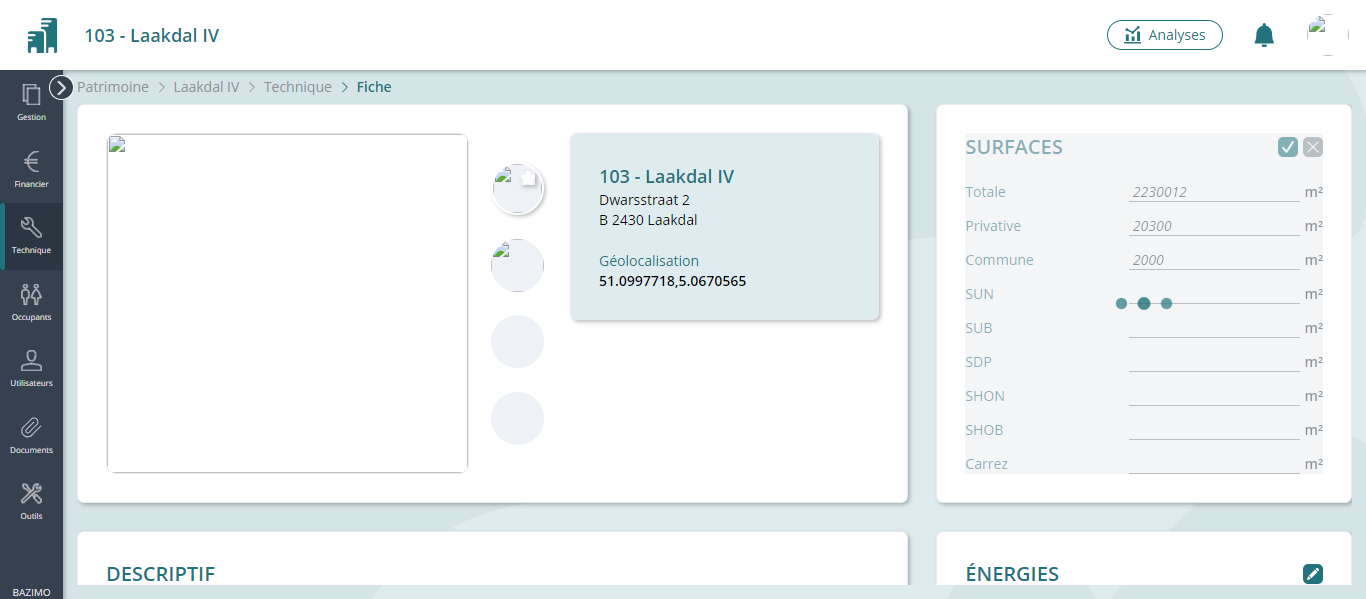 103 - Laakdal IV
Analyses
Patrimoine > Laakdal IV > Technique > Fiche
Gestion
Financier
Technique
Occupants
Utilisateurs
Documents
Outils
BAZIMO
103 - Laakdal IV
Dwarsstraat 2
B 2430 Laakdal
Géolocalisation
51.0997718,5.0670565
SURFACES
Totale 2230012 m²
Privative 20300 m²
Commune 2000 m²
SUN m²
SUB m²
SDP m²
SHON m²
SHOB m²
Carrez m²
DESCRIPTIF
ÉNERGIES